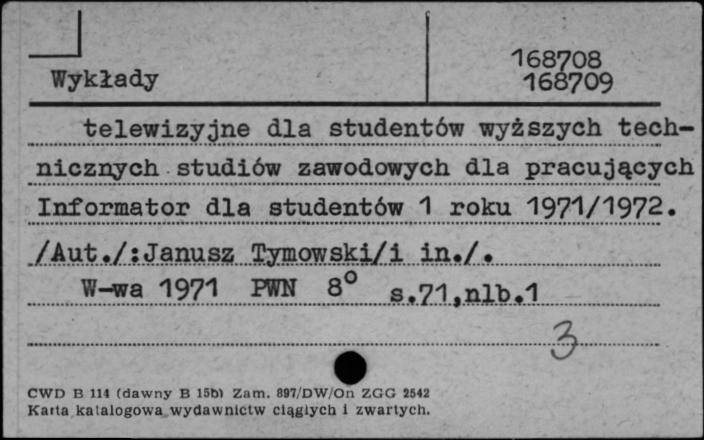 168708
Wykłady 168709
telewizyjne dla studentów wyższych tech-
nicznych studiów zawodowych dla pracujących
Informator dla studentów 1 roku 1971/1972.
/Aut./:Janusz Tymowski/i in./.
W-wa 1971 PWN 8° s.71,nlb.1
3
CWD B 114 (dawny B 15b) Zam. 897/DW/On ZGG 2542
Karta katalogowa wydawnictw ciągłych i zwartych.